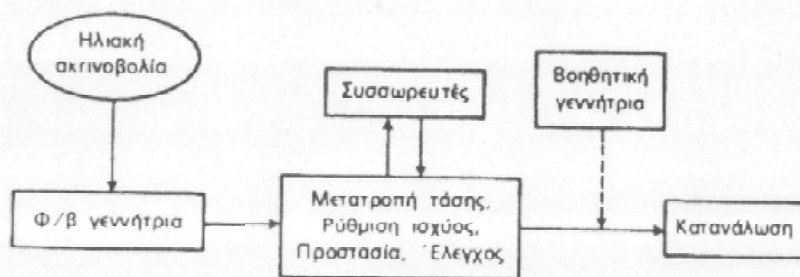 Ηλιακή
ακτινοβολία
Συσσωρευτές
Βοηθητική
γεννήτρια
Φ/β γεννήτρια
Μετατροπή τάσης,
Ρύθμιση ισχύος,
Προστασία, Έλεγχος
Κατανάλωση